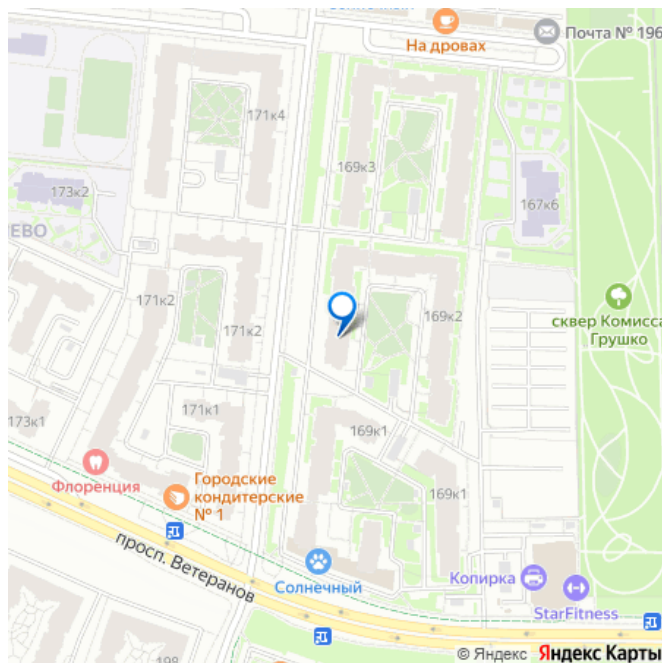 На дровах
Почта № 196
171к4
169к3
173к2
167к6
ЕВО
171к2
171к2
169к2
сквер Комисса
Грушко
171к1
173к1
169к1
Флоренция
Городские
кондитерские
№ 1
169к1
просп. Ветеранов
Солнечный
Копирка
StarFitness
198
© Яндекс Яндекс Карты